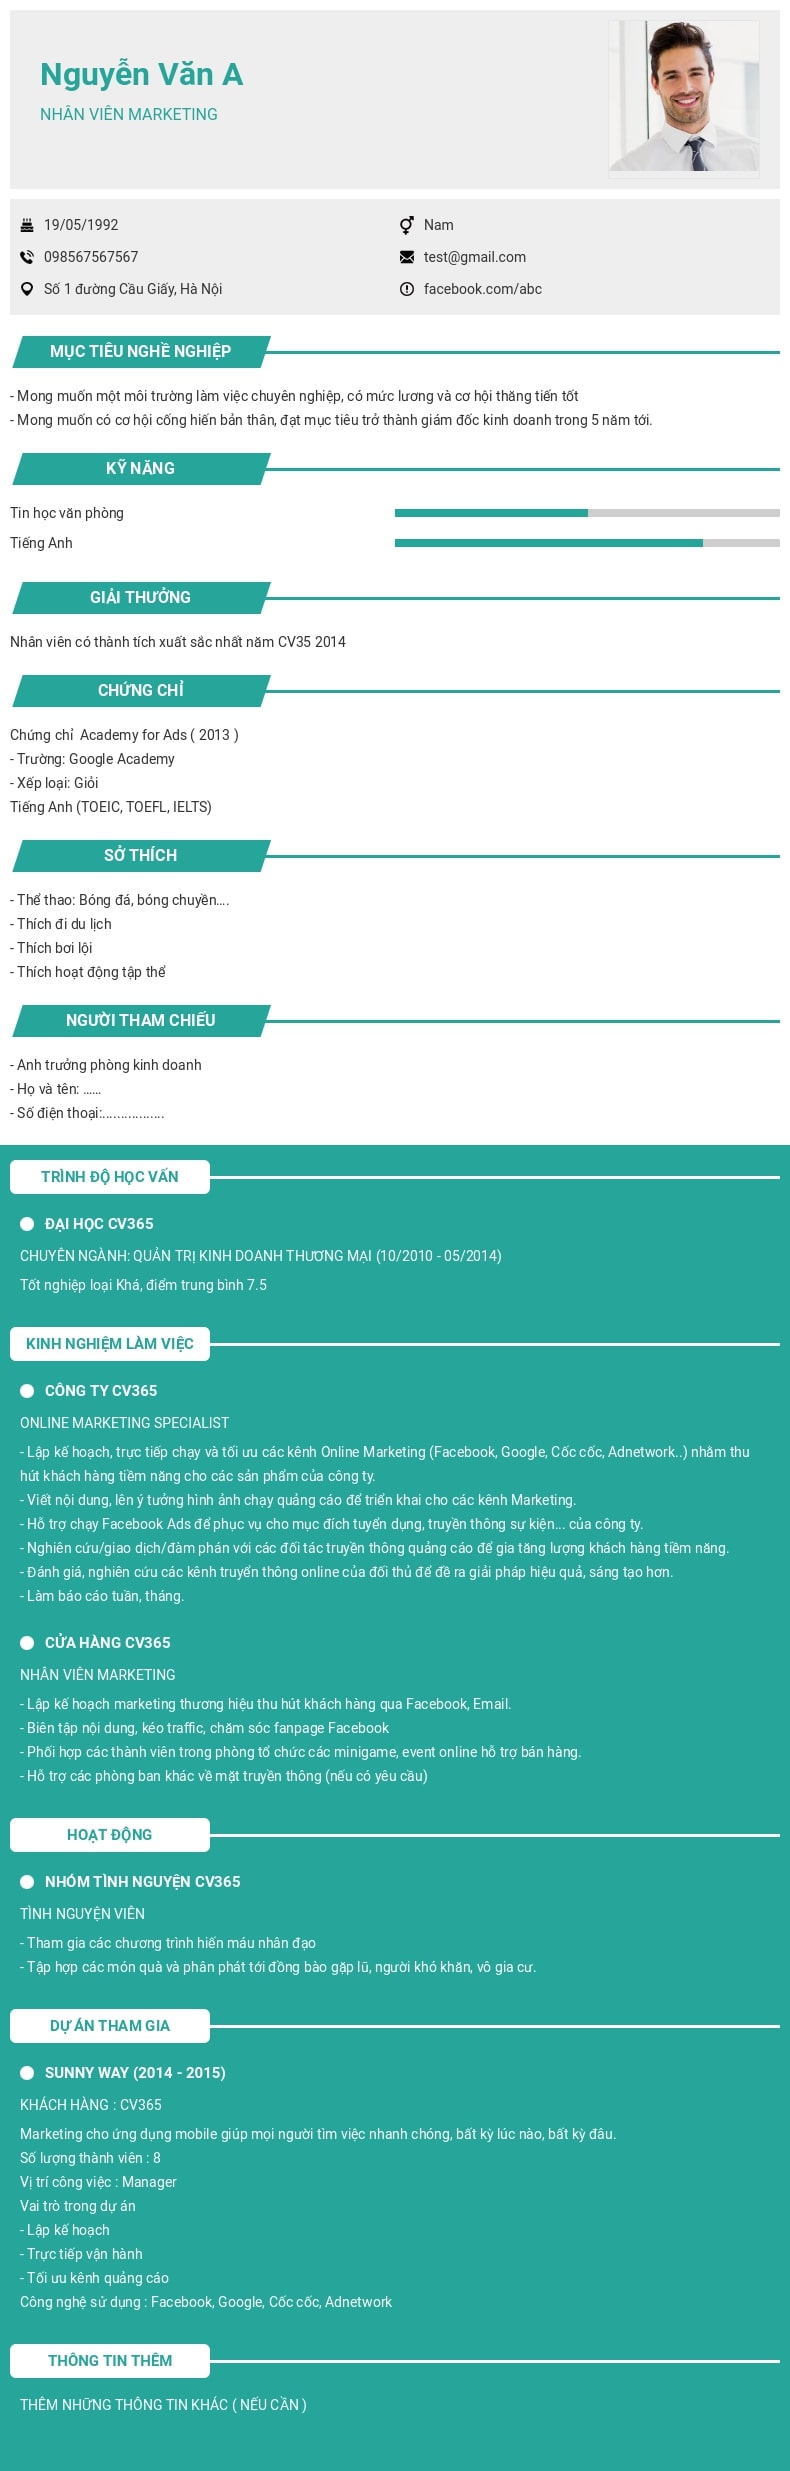 Nguyễn Văn A
NHÂN VIÊN MARKETING
19/05/1992
Nam
098567567567
test@gmail.com
Số 1 đường Cầu Giấy, Hà Nội
facebook.com/abc
MỤC TIÊU NGHỀ NGHIỆP
- Mong muốn một môi trường làm việc chuyên nghiệp, có mức lương và cơ hội thăng tiến tốt
- Mong muốn có cơ hội cống hiến bản thân, đạt mục tiêu trở thành giám đốc kinh doanh trong 5 năm tới.
KỸ NĂNG
Tin học văn phòng
Tiếng Anh
GIẢI THƯỞNG
Nhân viên có thành tích xuất sắc nhất năm CV35 2014
CHỨNG CHỈ
Chứng chỉ  Academy for Ads ( 2013 )
- Trường: Google Academy
- Xếp loại: Giỏi
Tiếng Anh (TOEIC, TOEFL, IELTS)
SỞ THÍCH
- Thể thao: Bóng đá, bóng chuyền....
- Thích đi du lịch
- Thích bơi lội
- Thích hoạt động tập thể
NGƯỜI THAM CHIẾU
- Anh trưởng phòng kinh doanh
- Họ và tên: ......
- Số điện thoại:.................
TRÌNH ĐỘ HỌC VẤN
ĐẠI HỌC CV365
CHUYÊN NGÀNH: QUẢN TRỊ KINH DOANH THƯƠNG MẠI (10/2010 - 05/2014)
Tốt nghiệp loại Khá, điểm trung bình 7.5
KINH NGHIỆM LÀM VIỆC
CÔNG TY CV365
ONLINE MARKETING SPECIALIST
- Lập kế hoạch, trực tiếp chạy và tối ưu các kênh Online Marketing (Facebook, Google, Cốc cốc, Adnetwork..) nhằm thu
hút khách hàng tiềm năng cho các sản phẩm của công ty.
- Viết nội dung, lên ý tưởng hình ảnh chạy quảng cáo để triển khai cho các kênh Marketing.
- Hỗ trợ chạy Facebook Ads để phục vụ cho mục đích tuyển dụng, truyền thông sự kiện... của công ty.
- Nghiên cứu/giao dịch/đàm phán với các đối tác truyền thông quảng cáo để gia tăng lượng khách hàng tiềm năng.
- Đánh giá, nghiên cứu các kênh truyển thông online của đối thủ để đề ra giải pháp hiệu quả, sáng tạo hơn.
- Làm báo cáo tuần, tháng.
CỬA HÀNG CV365
NHÂN VIÊN MARKETING
- Lập kế hoạch marketing thương hiệu thu hút khách hàng qua Facebook, Email.
- Biên tập nội dung, kéo traffic, chăm sóc fanpage Facebook
- Phối hợp các thành viên trong phòng tổ chức các minigame, event online hỗ trợ bán hàng.
- Hỗ trợ các phòng ban khác về mặt truyền thông (nếu có yêu cầu)
HOẠT ĐỘNG
NHÓM TÌNH NGUYỆN CV365
TÌNH NGUYỆN VIÊN
- Tham gia các chương trình hiến máu nhân đạo
- Tập hợp các món quà và phân phát tới đồng bào gặp lũ, người khó khăn, vô gia cư.
DỰ ÁN THAM GIA
SUNNY WAY (2014 - 2015)
KHÁCH HÀNG : CV365
Marketing cho ứng dụng mobile giúp mọi người tìm việc nhanh chóng, bất kỳ lúc nào, bất kỳ đâu.
Số lượng thành viên : 8
Vị trí công việc : Manager
Vai trò trong dự án
- Lập kế hoạch
- Trực tiếp vận hành
- Tối ưu kênh quảng cáo
Công nghệ sử dụng : Facebook, Google, Cốc cốc, Adnetwork
THÔNG TIN THÊM
THÊM NHỮNG THÔNG TIN KHÁC ( NẾU CẦN )